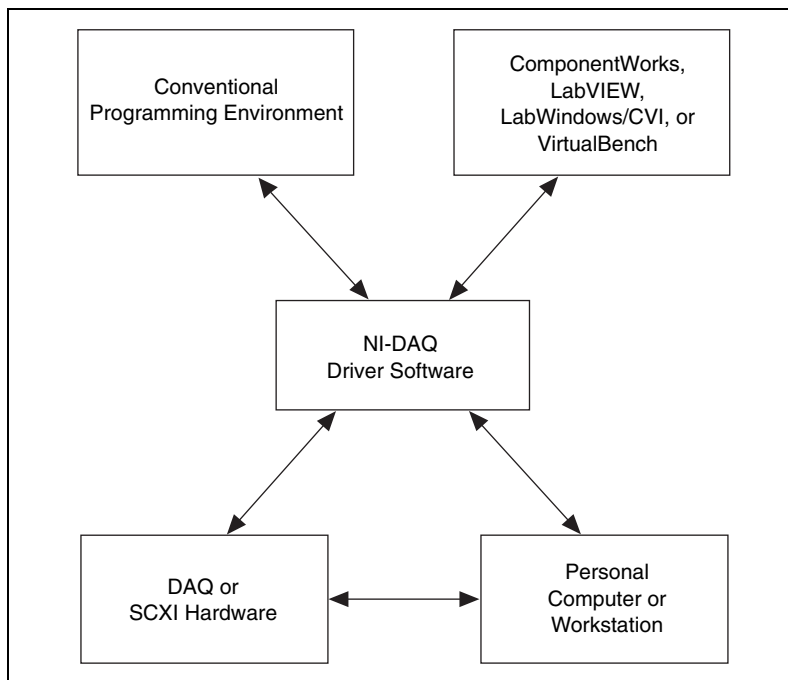 Conventional
Programming Environment
ComponentWorks,
LabVIEW,
LabWindows/CVI, or
VirtualBench
NI-DAQ
Driver Software
DAQ or
SCXI Hardware
Personal
Computer or
Workstation